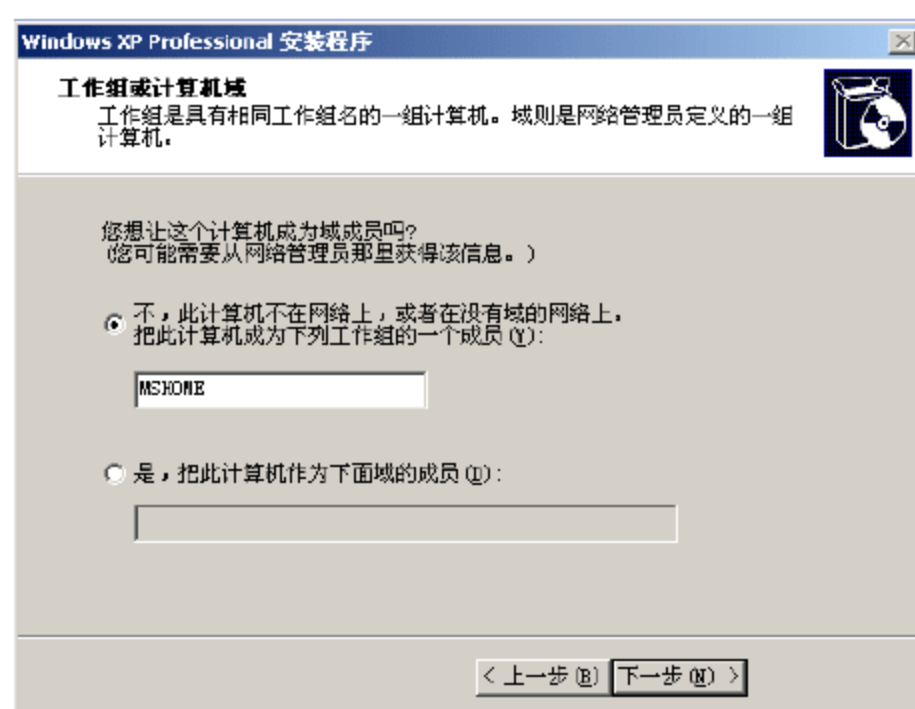 Windows XP Professional 安装程序
工作组或计算机域
工作组是具有相同工作组名的一组计算机。域则是网络管理员定义的一组
计算机。
您想让这个计算机成为域成员吗?
(您可能需要从网络管理员那里获得该信息。)
不，此计算机不在网络上，或者在没有域的网络上。
把此计算机成为下列工作组的一个成员(Y):
MSHOME
是，把此计算机作为下面域的成员(D):
< 上一步(B) 下一步(N) >